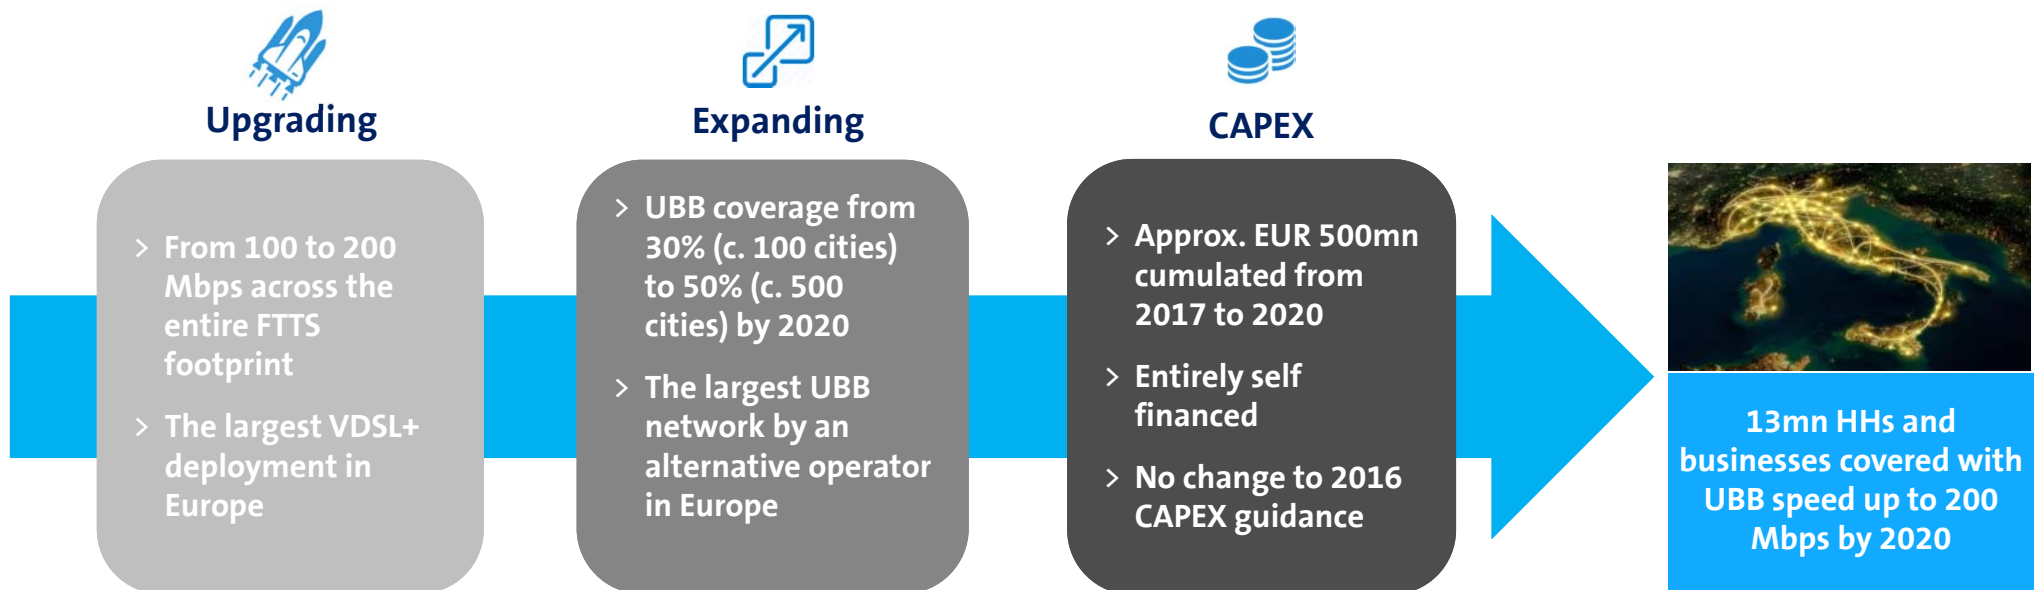 Upgrading
> From 100 to 200
Mbps across the
entire FTTS
footprint
> The largest VDSL+
deployment in
Europe
Expanding
> UBB coverage from
30% (c. 100 cities)
to 50% (c. 500
cities) by 2020
> The largest UBB
network by an
alternative operator
in Europe
CAPEX
> Approx. EUR 500mn
cumulated from
2017 to 2020
> Entirely self
financed
> No change to 2016
CAPEX guidance
13mn HHs and
businesses covered with
UBB speed up to 200
Mbps by 2020